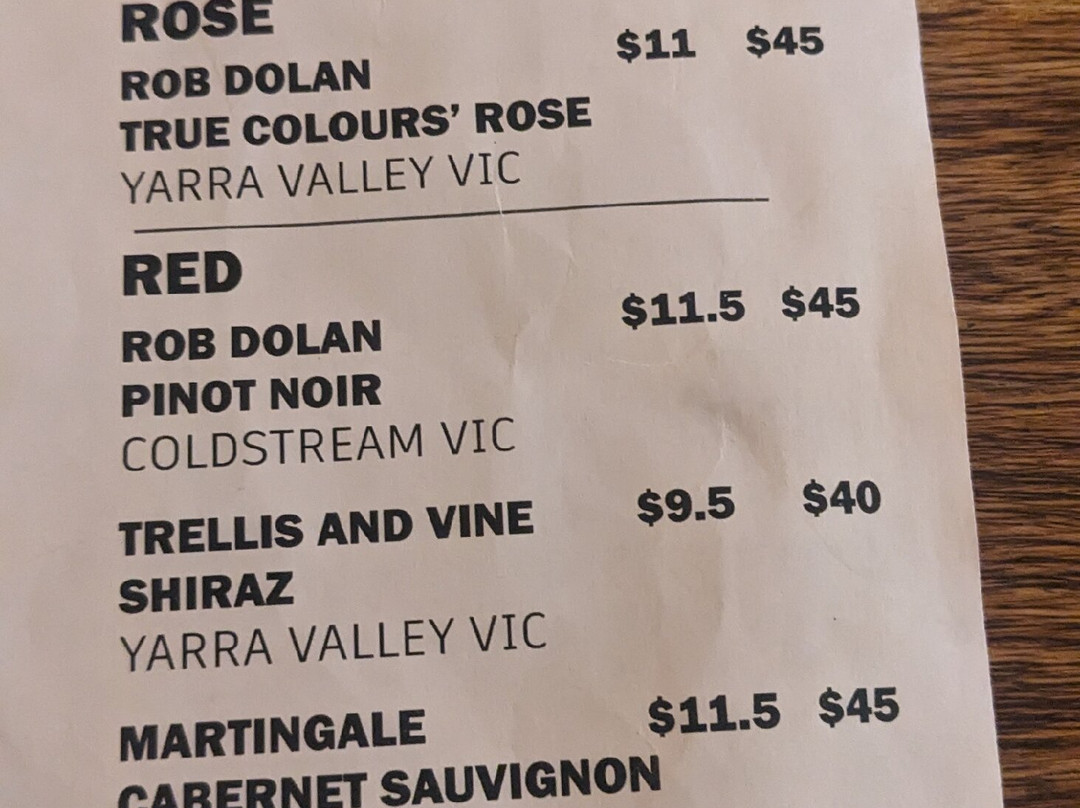 ROSE
ROB DOLAN $11 $45
TRUE COLOURS’ ROSE
YARRA VALLEY VIC
RED
ROB DOLAN $11.5 $45
PINOT NOIR
COLDSTREAM VIC
TRELLIS AND VINE $9.5 $40
SHIRAZ
YARRA VALLEY VIC
MARTINGALE $11.5 $45
CABERNET SAUVIGNON